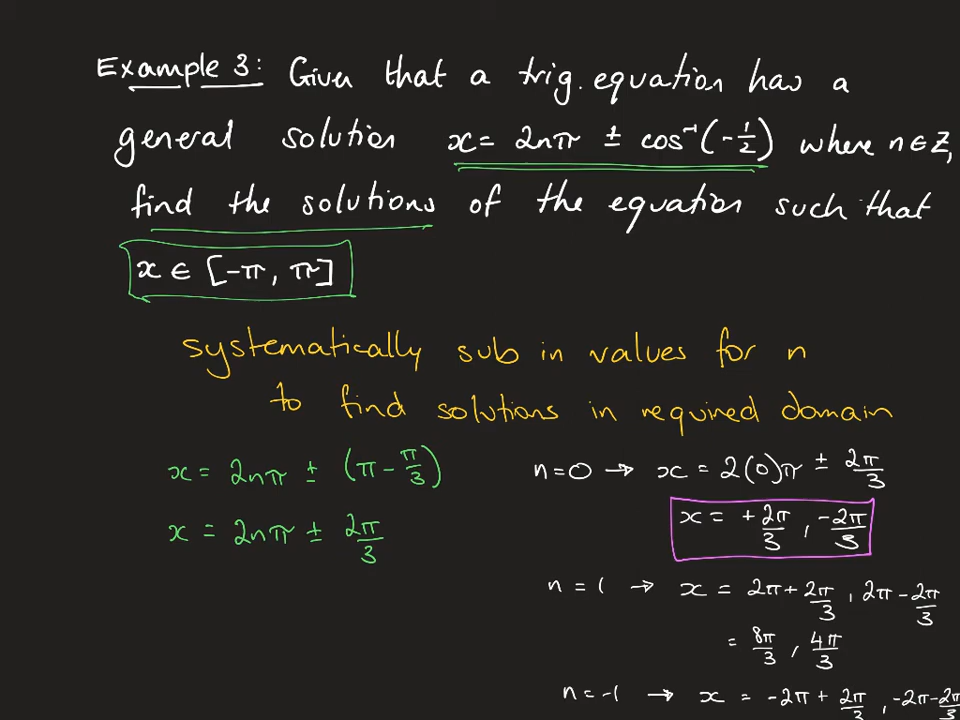 Example 3: Given that a trig. equation has a
general solution x = 2nπ ± cos⁻¹(-1/2) where n ∈ Z,
find the solutions of the equation such that
x ∈ [-π, π]
systematically sub in values for n
to find solutions in required domain
x = 2nπ ± (π - π/3)
x = 2nπ ± 2π/3
n=0 → x = 2(0)π ± 2π/3
x = +2π/3, -2π/3
n = 1 → x = 2π + 2π/3, 2π - 2π/3
= 8π/3, 4π/3
n = -1 → x = -2π + 2π/3, -2π - 2π/3